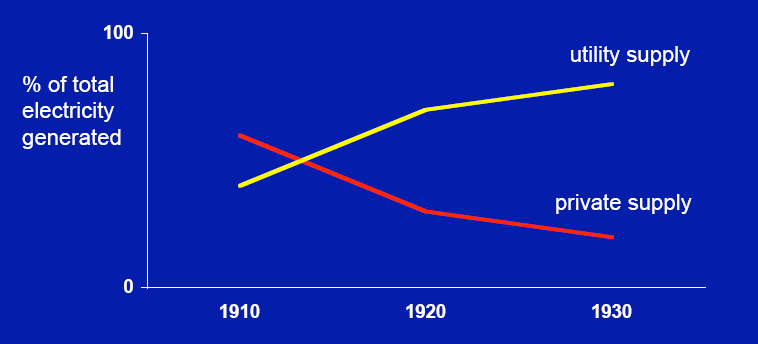 100
utility supply
% of total
electricity
generated
private supply
0
1910
1920
1930